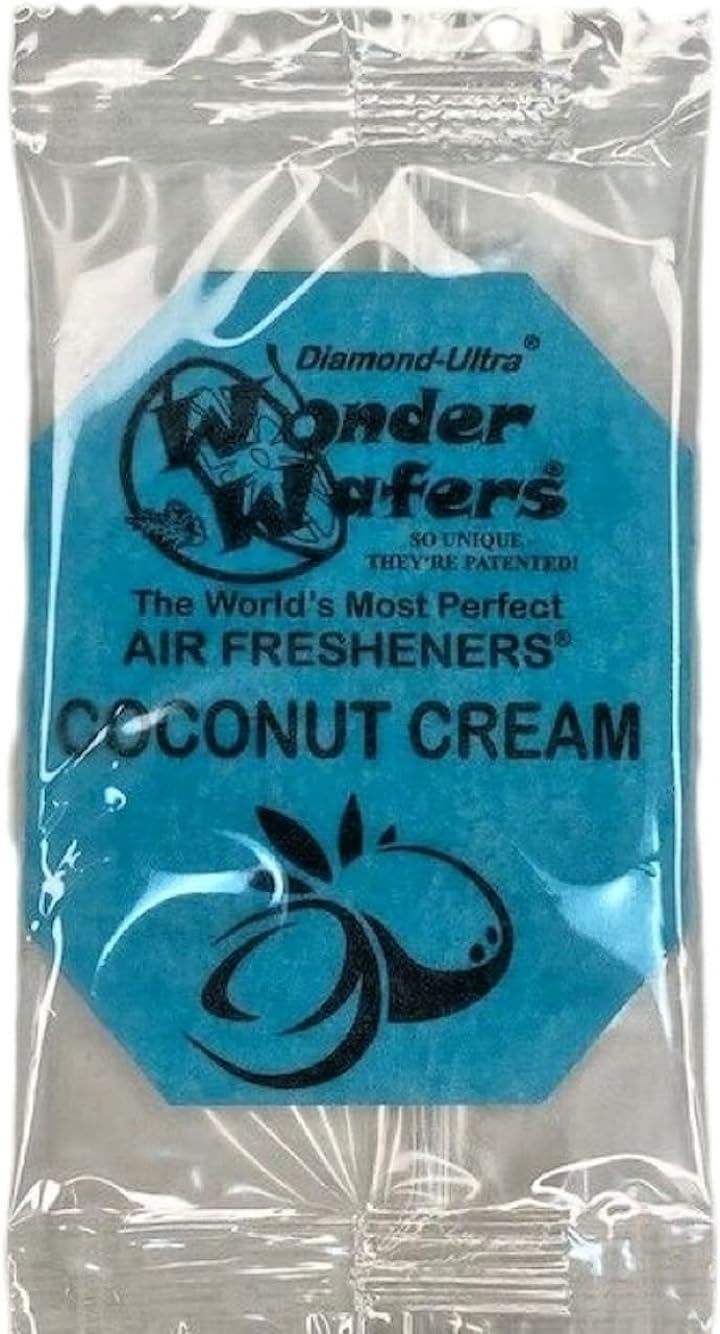 Diamond-Ultra®
Wonder
Wafers®
SO UNIQUE
THEY'RE PATENTED!
The World's Most Perfect
AIR FRESHENERS®
COCONUT CREAM